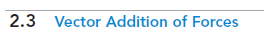 2.3 Vector Addition of Forces